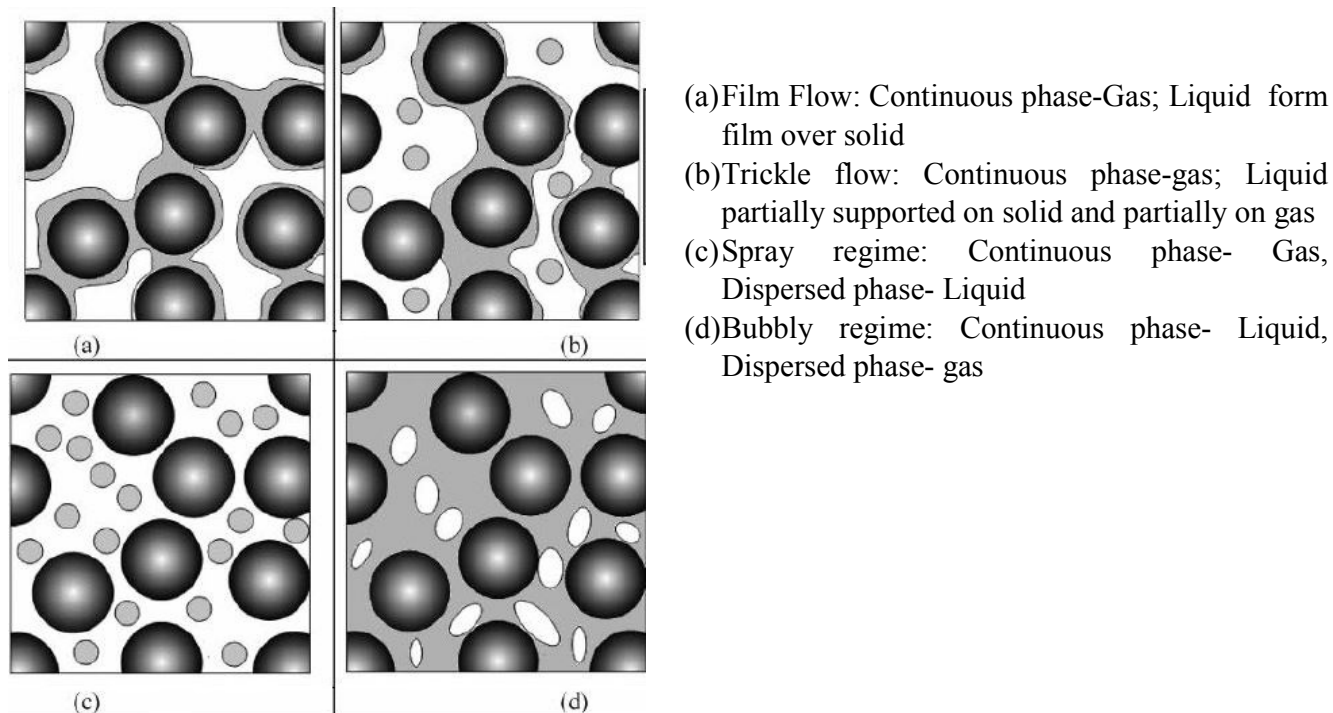 (a)
(b)
(c)
(d)
(a)Film Flow: Continuous phase-Gas; Liquid form
film over solid
(b)Trickle flow: Continuous phase-gas; Liquid
partially supported on solid and partially on gas
(c)Spray regime: Continuous phase- Gas,
Dispersed phase- Liquid
(d)Bubbly regime: Continuous phase- Liquid,
Dispersed phase- gas